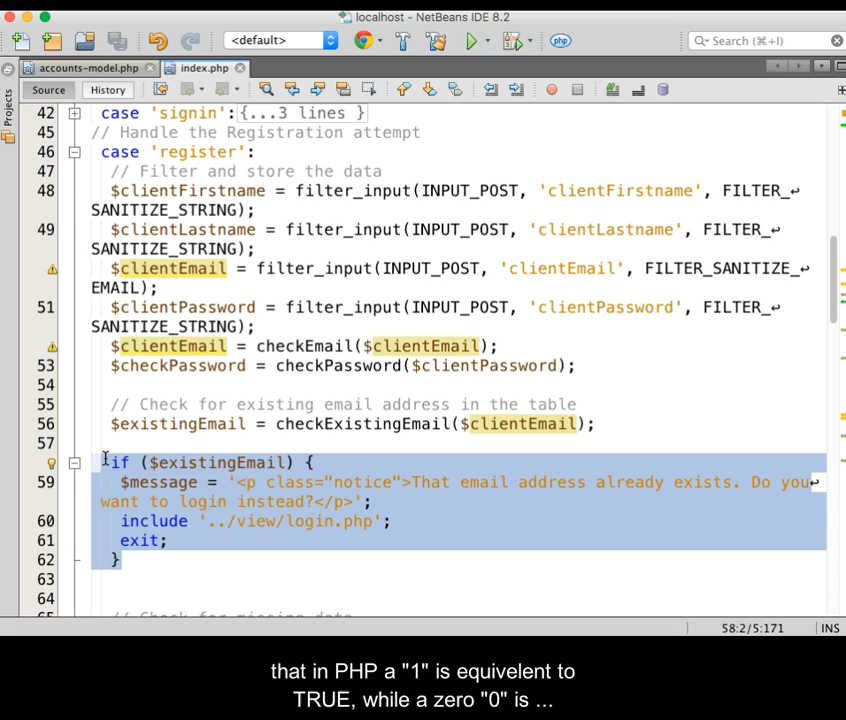 localhost - NetBeans IDE 8.2
<default>
php
Search (⌘+I)
accounts-model.php
index.php
Source
History
Projects
42 case 'signin':{...3 lines }
45 // Handle the Registration attempt
46 case 'register':
47 // Filter and store the data
48 $clientFirstname = filter_input(INPUT_POST, 'clientFirstname', FILTER_↩
SANITIZE_STRING);
49 $clientLastname = filter_input(INPUT_POST, 'clientLastname', FILTER_↩
SANITIZE_STRING);
$clientEmail = filter_input(INPUT_POST, 'clientEmail', FILTER_SANITIZE_↩
EMAIL);
51 $clientPassword = filter_input(INPUT_POST, 'clientPassword', FILTER_↩
SANITIZE_STRING);
$clientEmail = checkEmail($clientEmail);
53 $checkPassword = checkPassword($clientPassword);
54
55 // Check for existing email address in the table
56 $existingEmail = checkExistingEmail($clientEmail);
57
if ($existingEmail) {
59 $message = '<p class="notice">That email address already exists. Do you↩
want to login instead?</p>';
60 include '../view/login.php';
61 exit;
62 }
63
64
65 // Check for missing data
58:2/5:171 INS
that in PHP a "1" is equivelent to
TRUE, while a zero "0" is ...